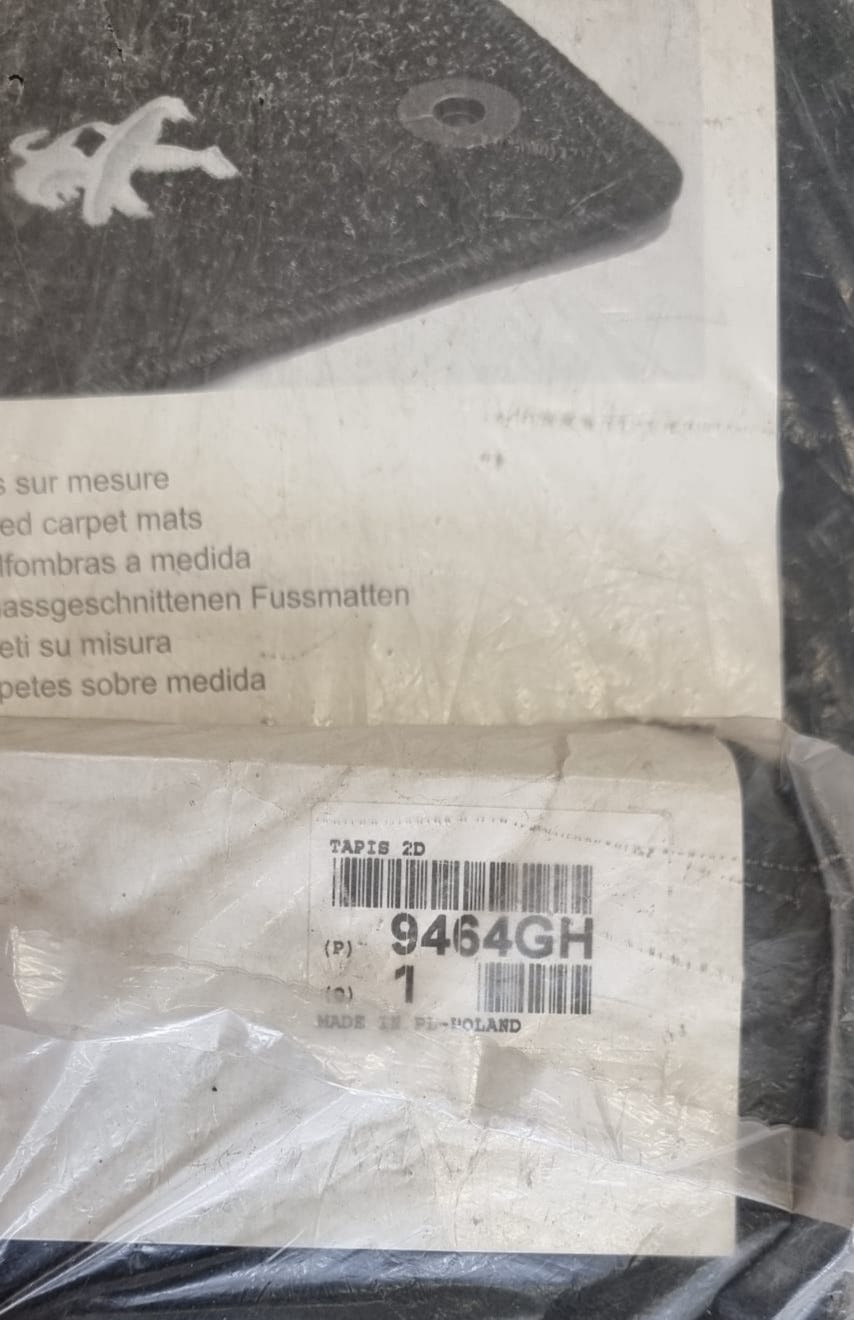 s sur mesure
ed carpet mats
lfombras a medida
assgeschnittenen Fussmatten
eti su misura
petes sobre medida
TAPIS 2D
(P) 9464GH
(Q) 1
MADE IN PL-POLAND